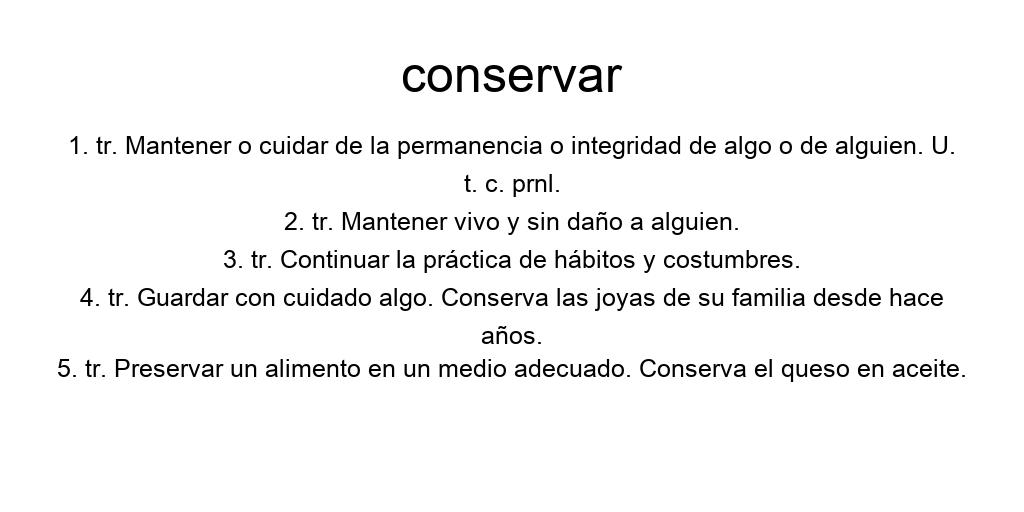 conservar
1. tr. Mantener o cuidar de la permanencia o integridad de algo o de alguien. U.
t. c. prnl.
2. tr. Mantener vivo y sin daño a alguien.
3. tr. Continuar la práctica de hábitos y costumbres.
4. tr. Guardar con cuidado algo. Conserva las joyas de su familia desde hace
años.
5. tr. Preservar un alimento en un medio adecuado. Conserva el queso en aceite.